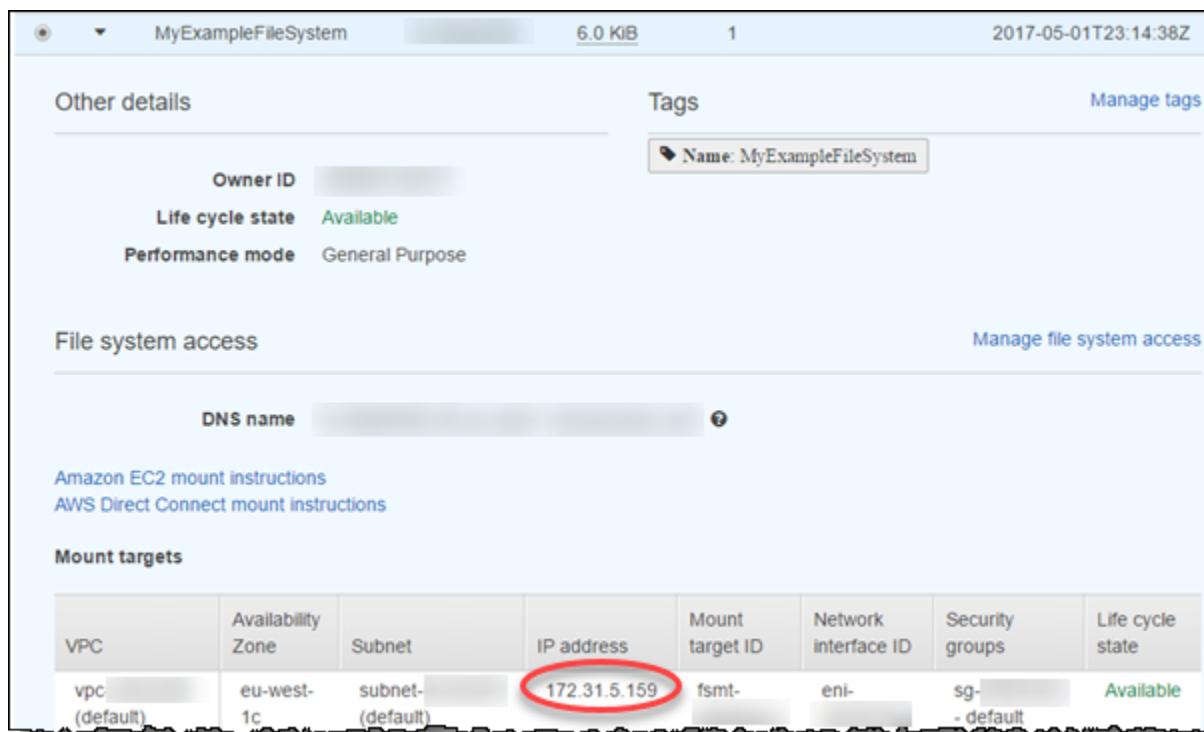 MyExampleFileSystem 6.0 KiB 1 2017-05-01T23:14:38Z
Other details
Tags
Manage tags
Name: MyExampleFileSystem
Owner ID
Life cycle state Available
Performance mode General Purpose
File system access
Manage file system access
DNS name
Amazon EC2 mount instructions
AWS Direct Connect mount instructions
Mount targets
VPC
Availability
Zone
Subnet
IP address
Mount
target ID
Network
interface ID
Security
groups
Life cycle
state
vpc-
(default)
eu-west-
1c
subnet-
(default)
172.31.5.159
fsmt-
eni-
sg-
- default
Available